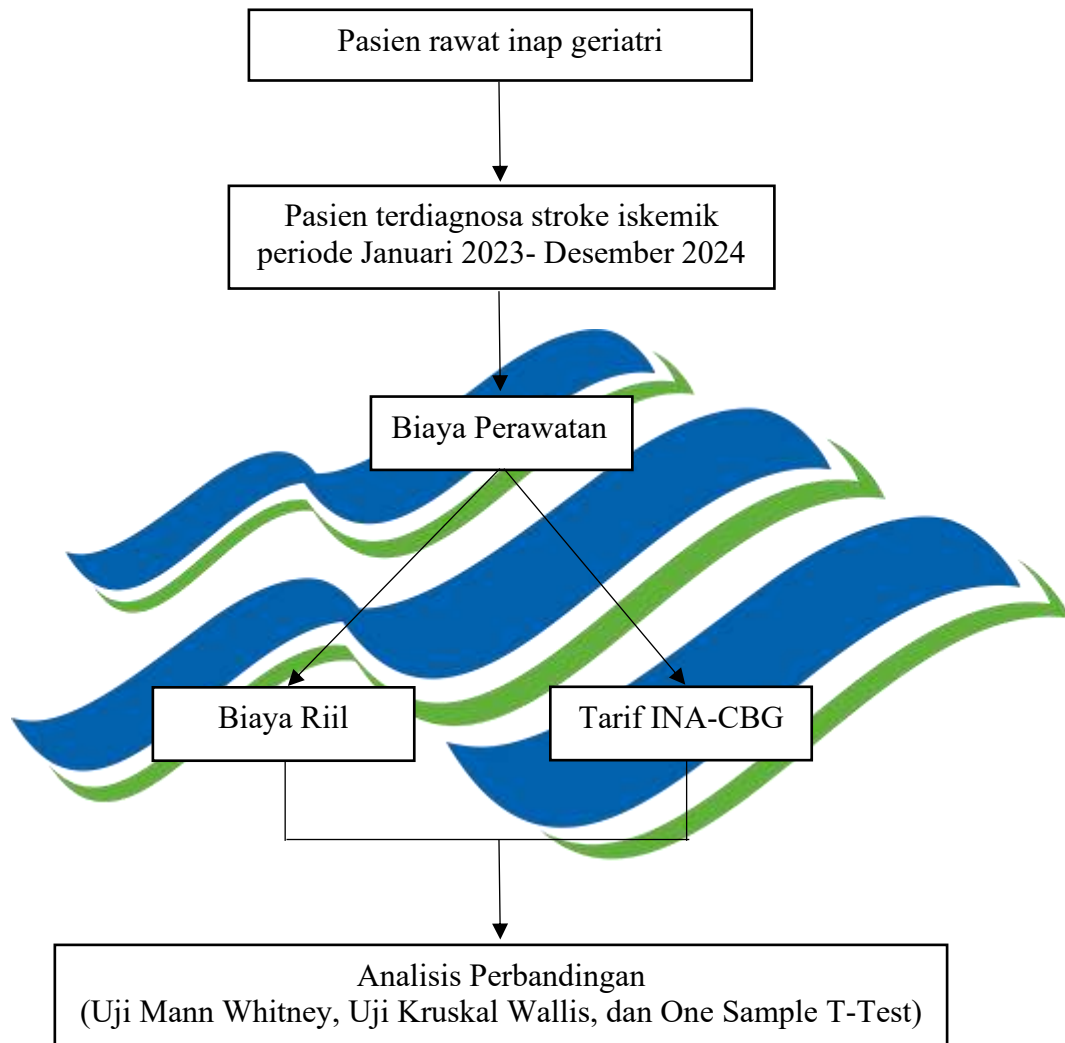 Pasien rawat inap geriatri
Pasien terdiagnosa stroke iskemik
periode Januari 2023- Desember 2024
Biaya Perawatan
Biaya Riil
Tarif INA-CBG
Analisis Perbandingan
(Uji Mann Whitney, Uji Kruskal Wallis, dan One Sample T-Test)